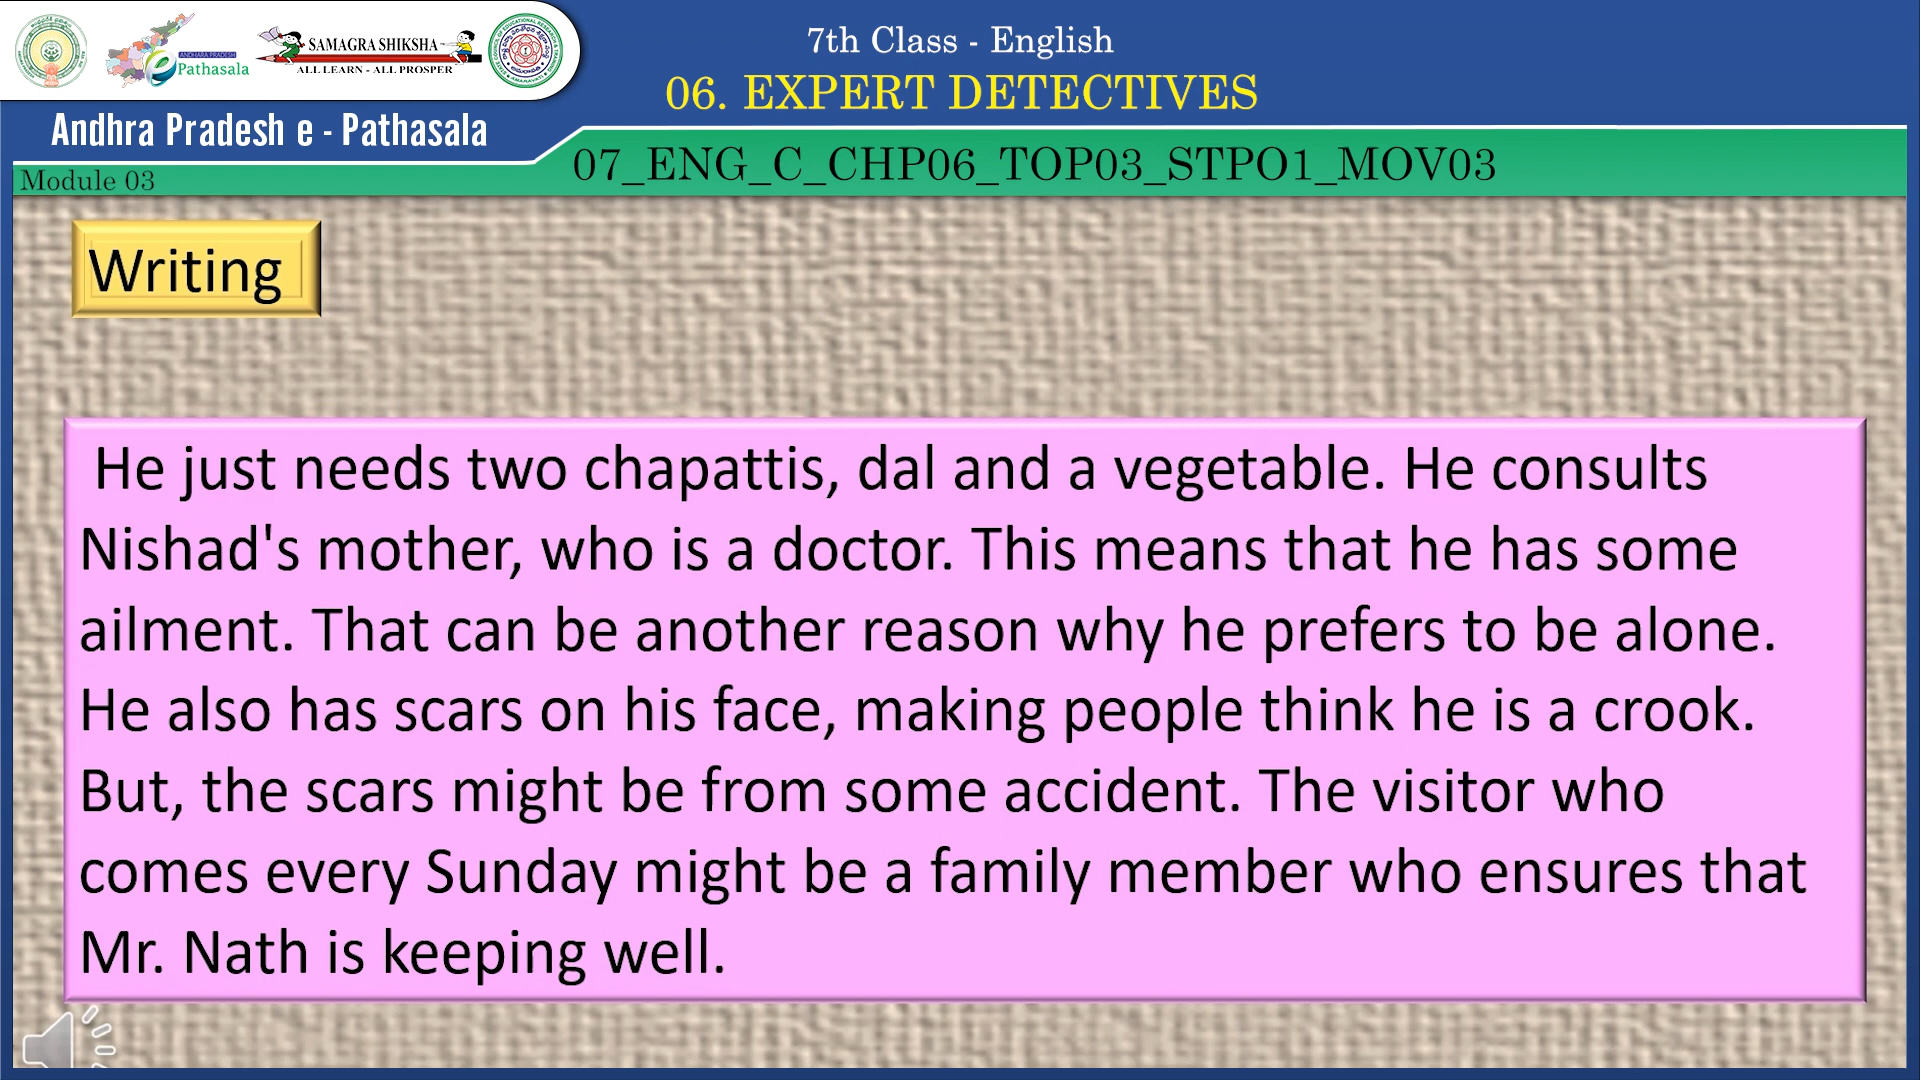 7th Class - English
06. EXPERT DETECTIVES
ANDHRA PRADESH
e Pathasala
SAMAGRA SHIKSHA
ALL LEARN - ALL PROSPER
Andhra Pradesh e - Pathasala
07_ENG_C_CHP06_TOP03_STPO1_MOV03
Module 03
Writing
He just needs two chapattis, dal and a vegetable. He consults
Nishad's mother, who is a doctor. This means that he has some
ailment. That can be another reason why he prefers to be alone.
He also has scars on his face, making people think he is a crook.
But, the scars might be from some accident. The visitor who
comes every Sunday might be a family member who ensures that
Mr. Nath is keeping well.